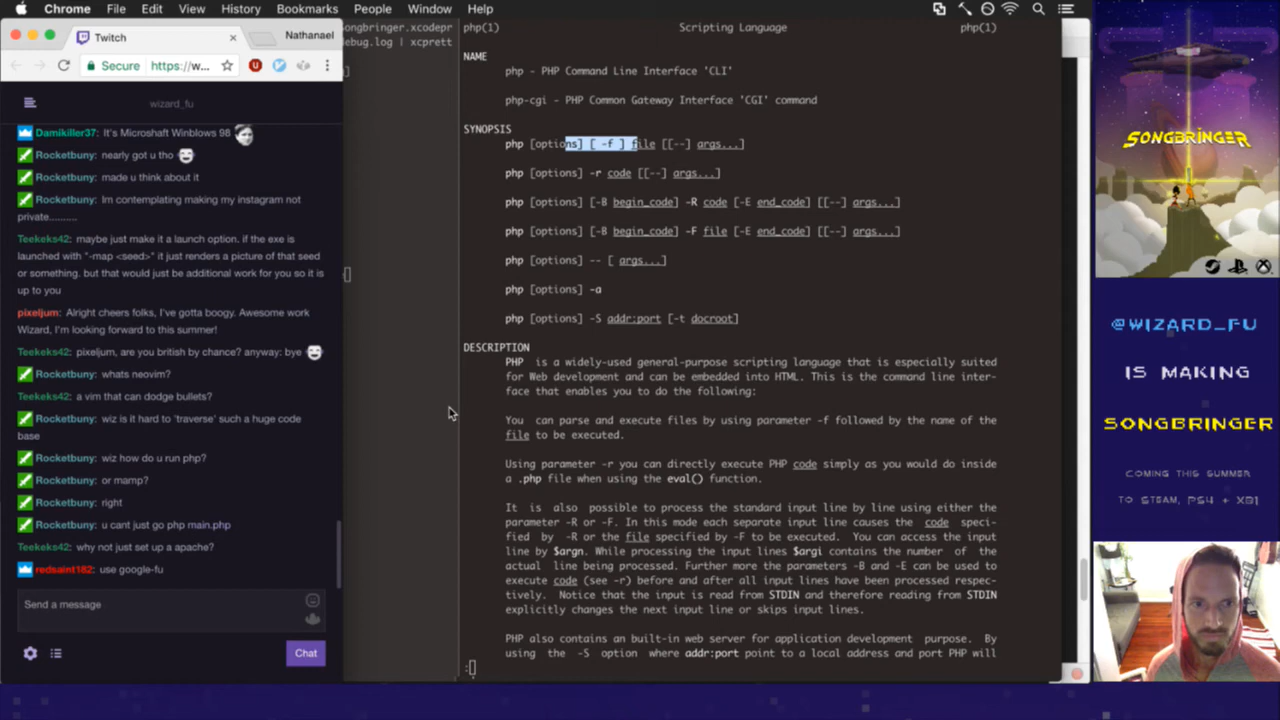 Chrome File Edit View History Bookmarks People Window Help
Twitch
Nathanael
Secure https://w...
wizard_fu
Damikiller37: It's Microshaft Winblows 98
Rocketbuny: nearly got u tho
Rocketbuny: made u think about it
Rocketbuny: Im contemplating making my instagram not
private..........
Teekeks42: maybe just make it a launch option. if the exe is
launched with "-map <seed>" it just renders a picture of that seed
or something. but that would just be additional work for you so it is
up to you
pixeljum: Alright cheers folks, I've gotta boogy. Awesome work
Wizard, I'm looking forward to this summer!
Teekeks42: pixeljum, are you british by chance? anyway: bye
Rocketbuny: whats neovim?
Teekeks42: a vim that can dodge bullets?
Rocketbuny: wiz is it hard to 'traverse' such a huge code
base
Rocketbuny: wiz how do u run php?
Rocketbuny: or mamp?
Rocketbuny: right
Rocketbuny: u cant just go php main.php
Teekeks42: why not just set up a apache?
redsaint182: use google-fu
Send a message
Chat
ongbringer.xcodepr
ebug.log | xcprett
php(1) Scripting Language php(1)
NAME
php - PHP Command Line Interface 'CLI'
php-cgi - PHP Common Gateway Interface 'CGI' command
SYNOPSIS
php [options] [ -f ] file [[--] args...]
php [options] -r code [[--] args...]
php [options] [-B begin_code] -R code [-E end_code] [[--] args...]
php [options] [-B begin_code] -F file [-E end_code] [[--] args...]
php [options] -- [ args...]
php [options] -a
php [options] -S addr:port [-t docroot]
DESCRIPTION
PHP is a widely-used general-purpose scripting language that is especially suited
for Web development and can be embedded into HTML. This is the command line inter-
face that enables you to do the following:
You can parse and execute files by using parameter -f followed by the name of the
file to be executed.
Using parameter -r you can directly execute PHP code simply as you would do inside
a .php file when using the eval() function.
It is also possible to process the standard input line by line using either the
parameter -R or -F. In this mode each separate input line causes the code speci-
fied by -R or the file specified by -F to be executed. You can access the input
line by $argn. While processing the input lines $argi contains the number of the
actual line being processed. Further more the parameters -B and -E can be used to
execute code (see -r) before and after all input lines have been processed respec-
tively. Notice that the input is read from STDIN and therefore reading from STDIN
explicitly changes the next input line or skips input lines.
PHP also contains an built-in web server for application development purpose. By
using the -S option where addr:port point to a local address and port PHP will
:
SONGBRINGER
@WIZARD_FU
IS MAKING
SONGBRINGER
COMING THIS SUMMER
TO STEAM, PS4 + XB1